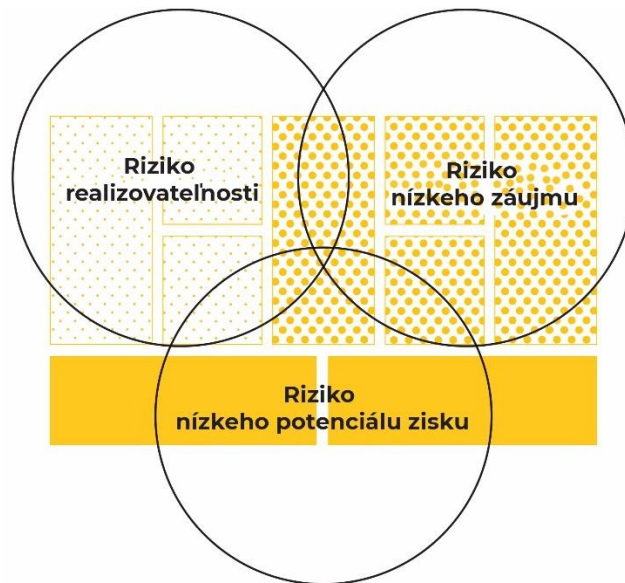 Riziko
realizovateľnosti
Riziko
nízkeho záujmu
Riziko
nízkeho potenciálu zisku